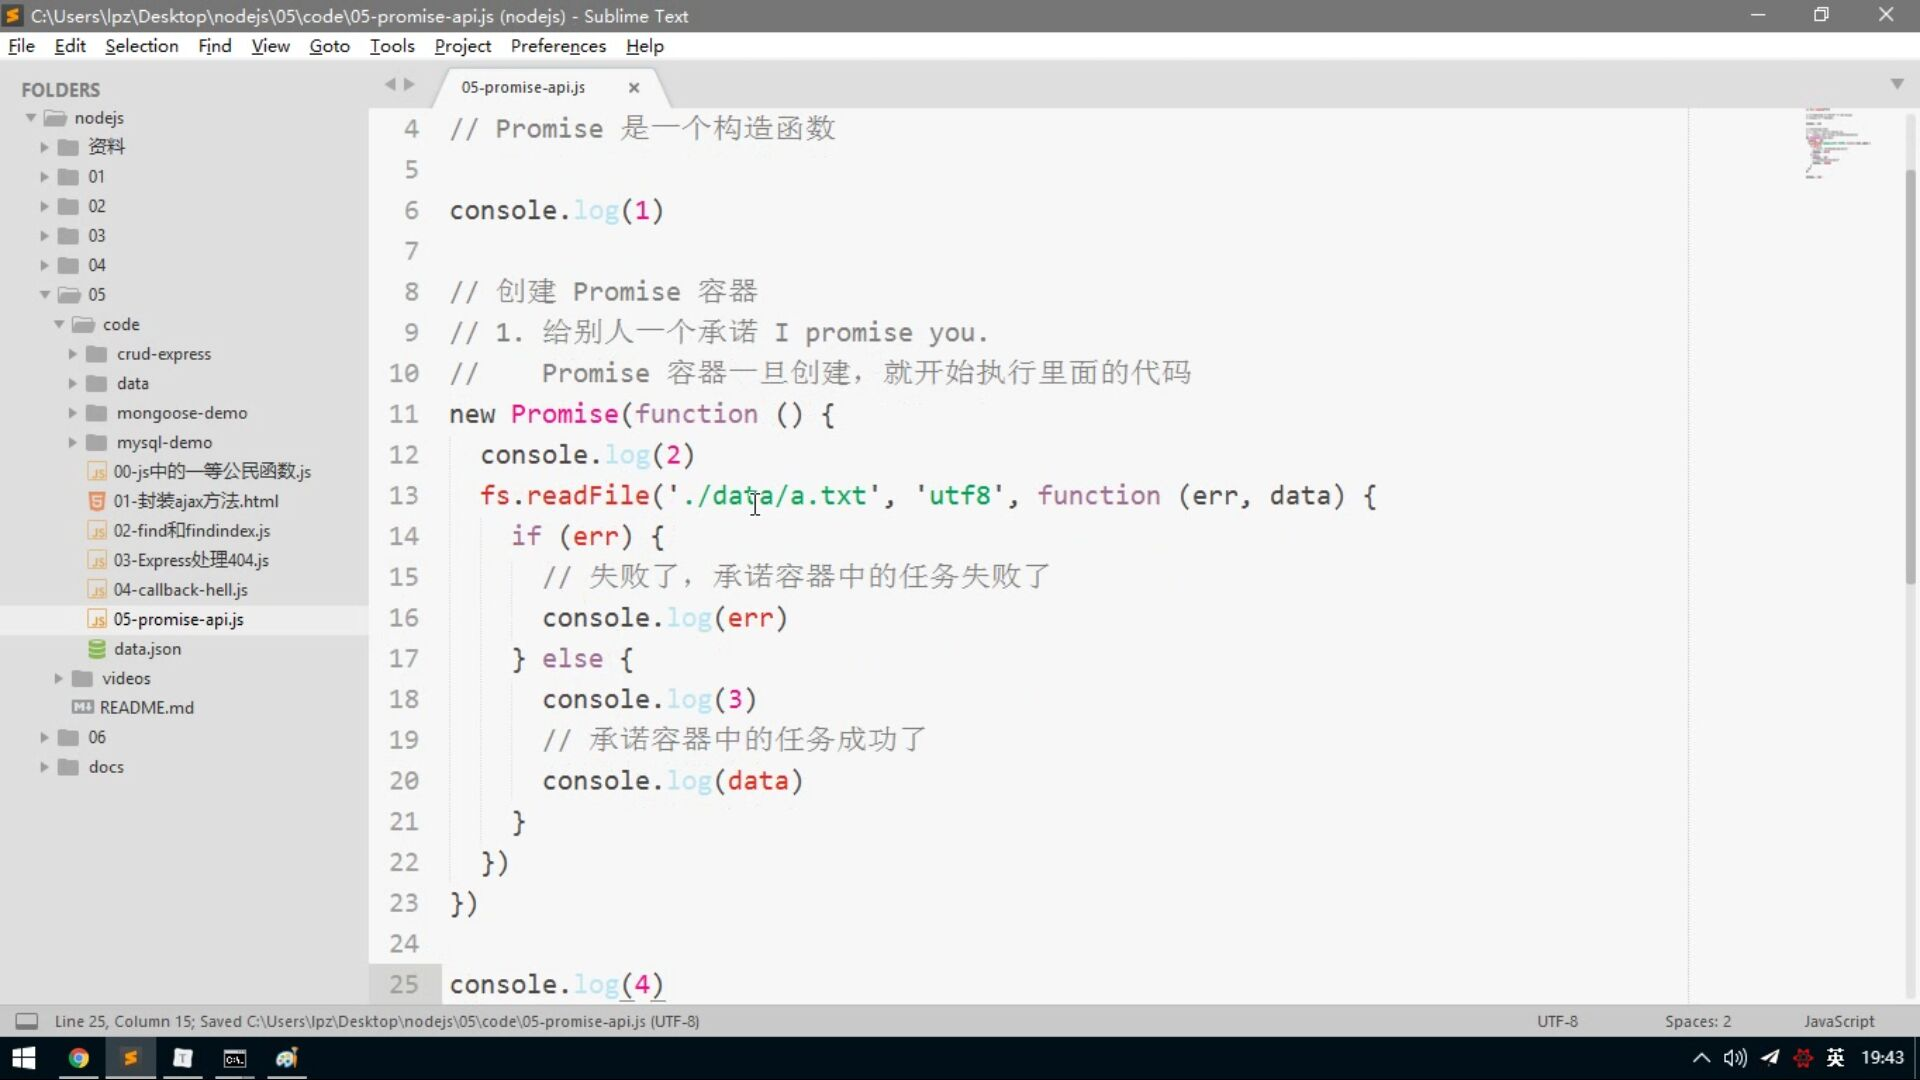 C:\Users\lpz\Desktop\nodejs\05\code\05-promise-api.js (nodejs) - Sublime Text
File Edit Selection Find View Goto Tools Project Preferences Help
FOLDERS
nodejs
资料
01
02
03
04
05
code
crud-express
data
mongoose-demo
mysql-demo
00-js中的一等公民函数.js
01-封装ajax方法.html
02-find和findindex.js
03-Express处理404.js
04-callback-hell.js
05-promise-api.js
data.json
videos
README.md
06
docs
05-promise-api.js
4 // Promise 是一个构造函数
5
6 console.log(1)
7
8 // 创建 Promise 容器
9 // 1. 给别人一个承诺 I promise you.
10 //    Promise 容器一旦创建，就开始执行里面的代码
11 new Promise(function () {
12   console.log(2)
13   fs.readFile('./data/a.txt', 'utf8', function (err, data) {
14     if (err) {
15       // 失败了，承诺容器中的任务失败了
16       console.log(err)
17     } else {
18       console.log(3)
19       // 承诺容器中的任务成功了
20       console.log(data)
21     }
22   })
23 })
24
25 console.log(4)
Line 25, Column 15; Saved C:\Users\lpz\Desktop\nodejs\05\code\05-promise-api.js (UTF-8)
UTF-8
Spaces: 2
JavaScript
英
19:43